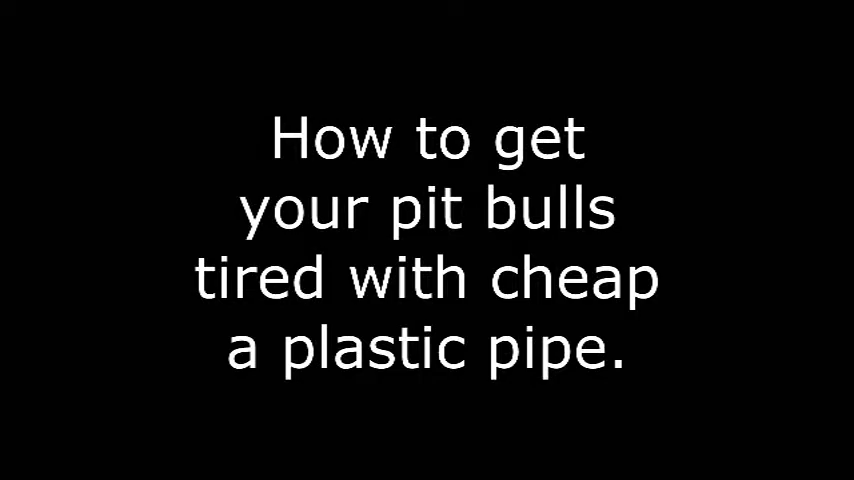 How to get
your pit bulls
tired with cheap
a plastic pipe.